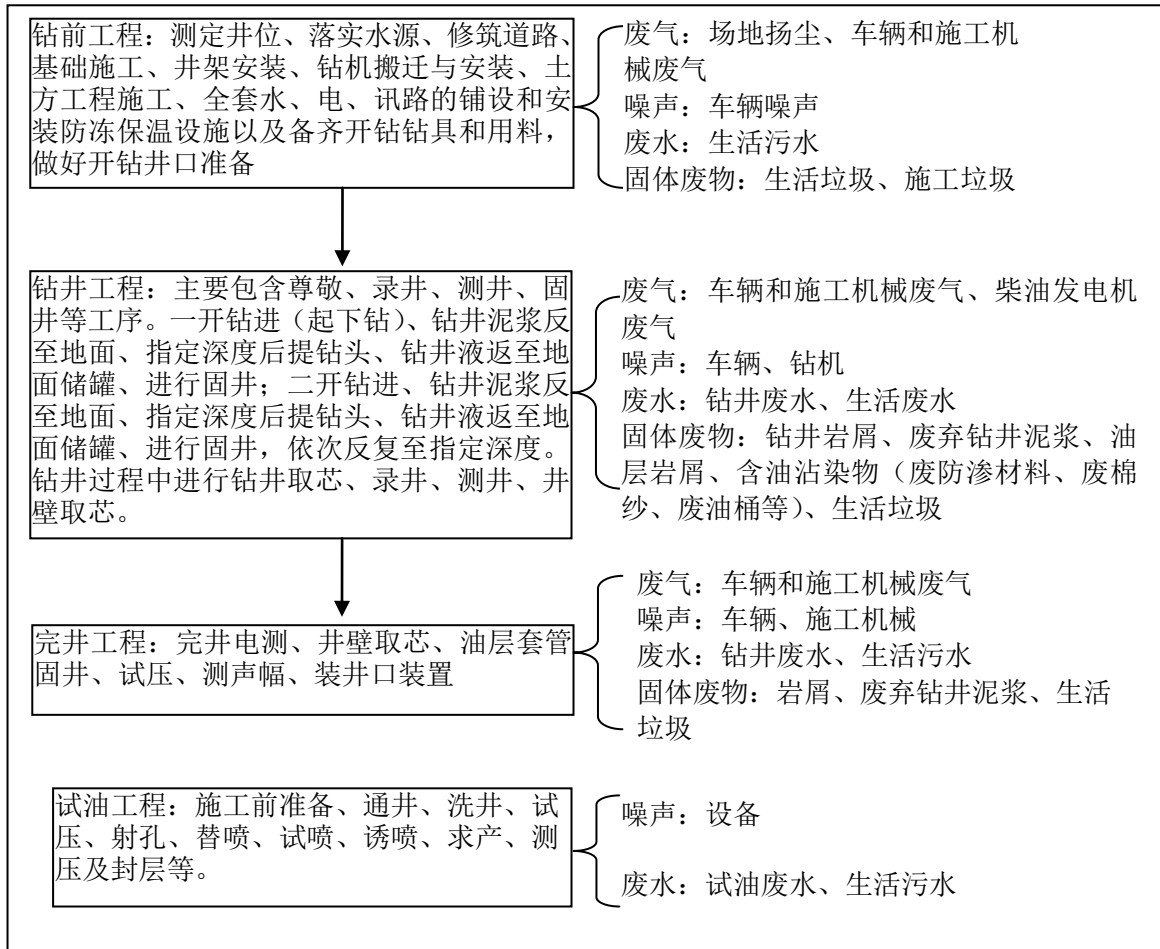 钻前工程：测定井位、落实水源、修筑道路、
基础施工、井架安装、钻机搬迁与安装、土
方工程施工、全套水、电、讯路的铺设和安
装防冻保温设施以及备齐开钻钻具和用料，
做好开钻井口准备
废气：场地扬尘、车辆和施工机
械废气
噪声：车辆噪声
废水：生活污水
固体废物：生活垃圾、施工垃圾
钻井工程：主要包含尊敬、录井、测井、固
井等工序。一开钻进（起下钻）、钻井泥浆反
至地面、指定深度后提钻头、钻井液返至地
面储罐、进行固井；二开钻进、钻井泥浆反
至地面、指定深度后提钻头、钻井液返至地
面储罐、进行固井，依次反复至指定深度。
钻井过程中进行钻井取芯、录井、测井、井
壁取芯。
废气：车辆和施工机械废气、柴油发电机
废气
噪声：车辆、钻机
废水：钻井废水、生活废水
固体废物：钻井岩屑、废弃钻井泥浆、油
层岩屑、含油沾染物（废防渗材料、废棉
纱、废油桶等）、生活垃圾
完井工程：完井电测、井壁取芯、油层套管
固井、试压、测声幅、装井口装置
废气：车辆和施工机械废气
噪声：车辆、施工机械
废水：钻井废水、生活污水
固体废物：岩屑、废弃钻井泥浆、生活
垃圾
试油工程：施工前准备、通井、洗井、试
压、射孔、替喷、试喷、诱喷、求产、测
压及封层等。
噪声：设备
废水：试油废水、生活污水